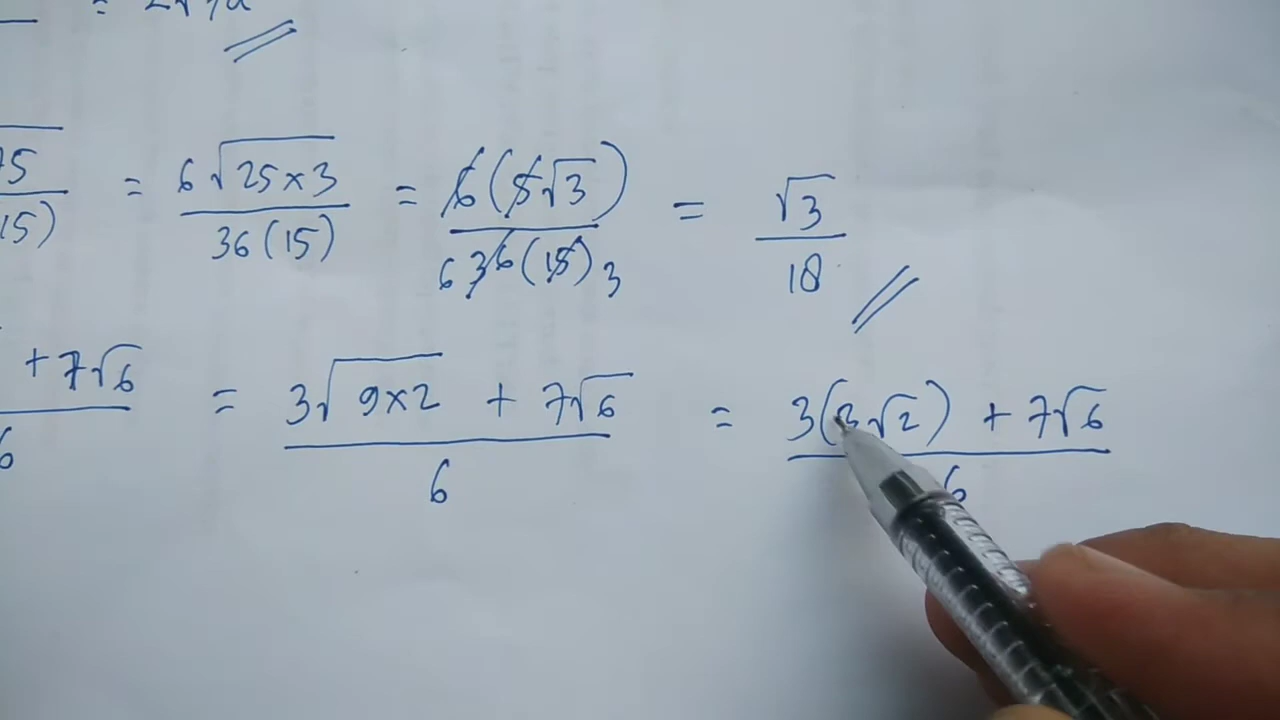 75/15) = 6√25×3 / 36(15) = 6(5√3) / 6 36(15) 3 = √3 / 18
+ 7√6 / 6 = 3√9×2 + 7√6 / 6 = 3(3√2) + 7√6 / 6